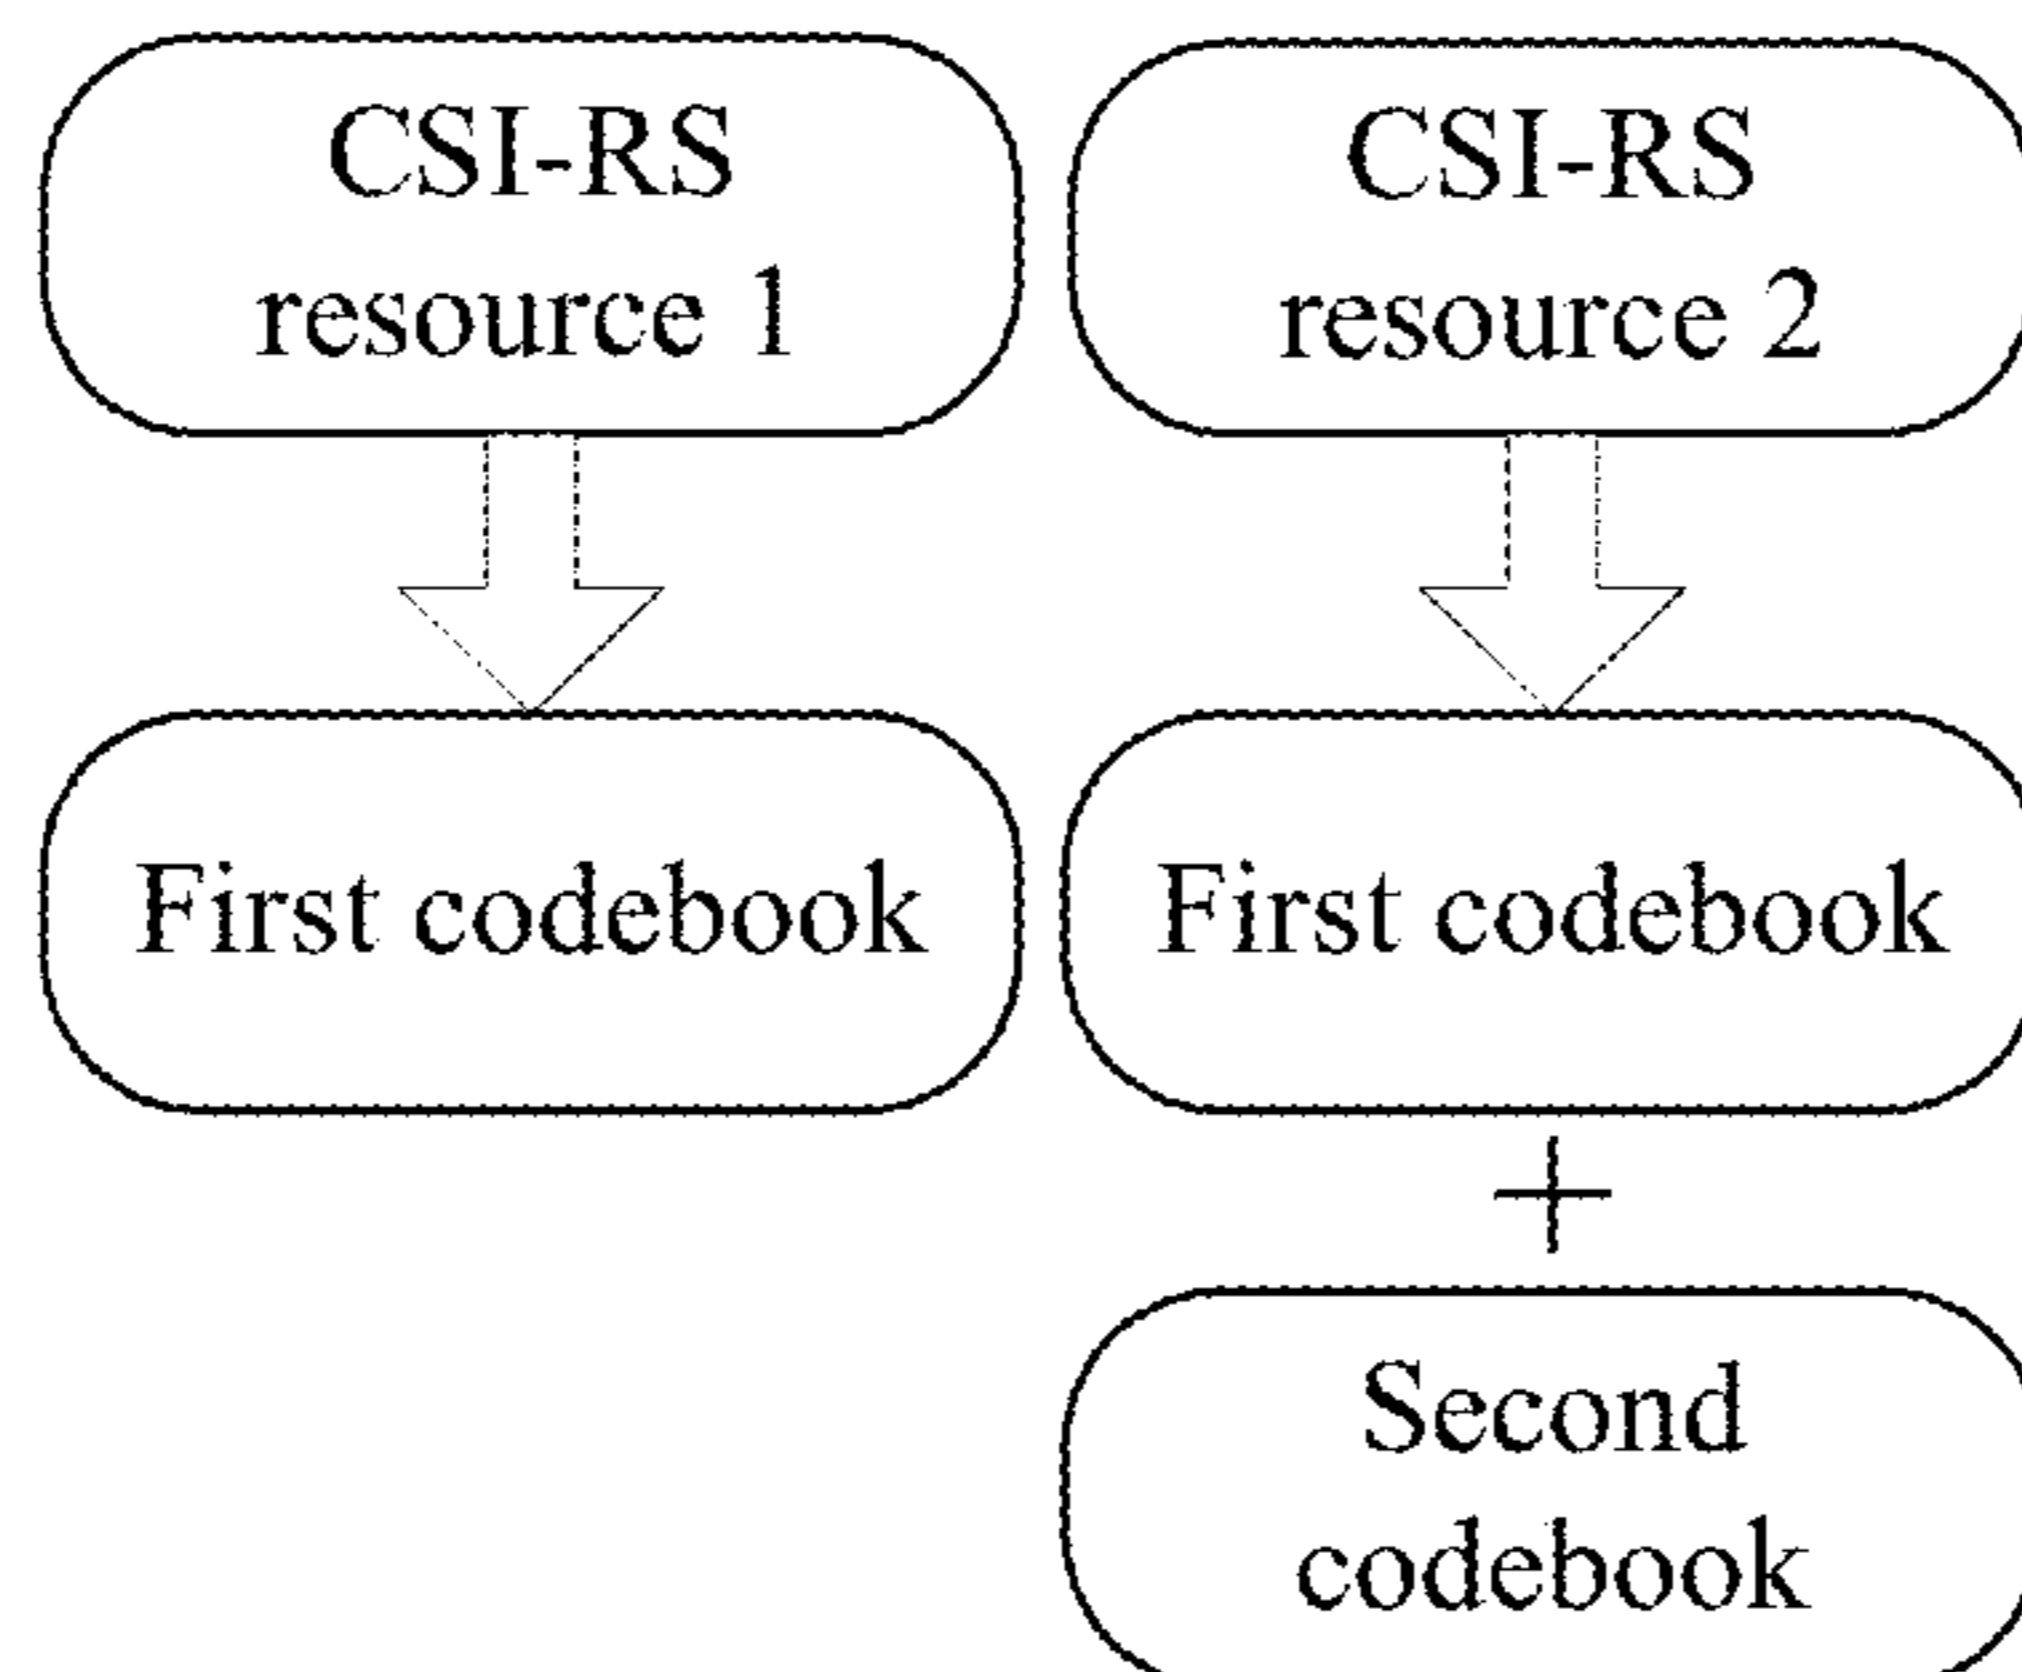 CSI-RS
resource 1
CSI-RS
resource 2
First codebook
First codebook
+
Second
codebook